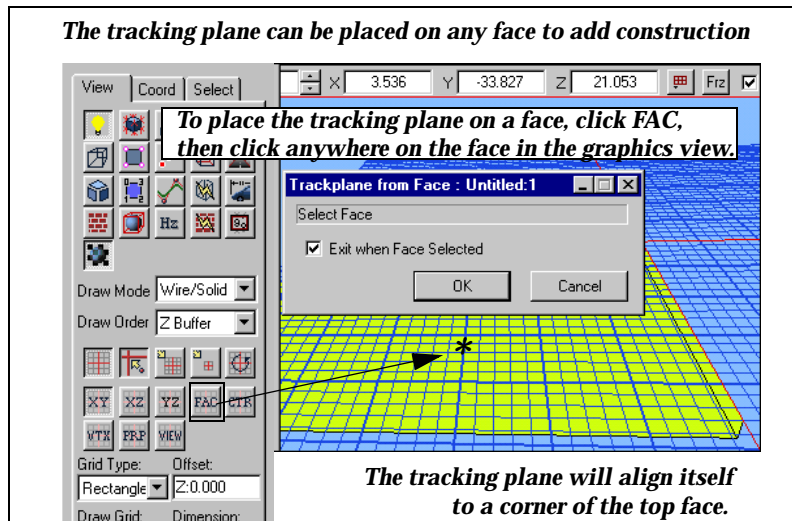 The tracking plane can be placed on any face to add construction
View Coord Select
X 3.536 Y -33.827 Z 21.053 Frz
To place the tracking plane on a face, click FAC,
then click anywhere on the face in the graphics view.
Trackplane from Face : Untitled:1
Select Face
Exit when Face Selected
OK Cancel
Hz
Draw Mode Wire/Solid
Draw Order Z Buffer
*
XY XZ YZ FAC CTR
VTX PRP VIEW
Grid Type: Offset:
Rectangle Z:0.000
Draw Grid: Dimension:
The tracking plane will align itself
to a corner of the top face.